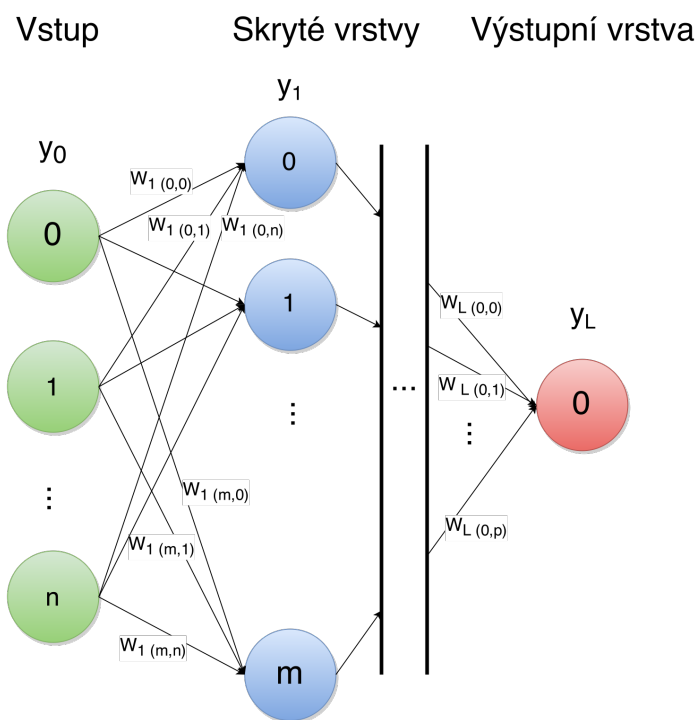 Vstup
Skryté vrstvy
Výstupní vrstva
y0
y1
yL
0
1
...
n
0
1
...
m
...
0
W1 (0,0)
W1 (0,1)
W1 (0,n)
W1 (m,0)
W1 (m,1)
W1 (m,n)
WL (0,0)
WL (0,1)
...
WL (0,p)